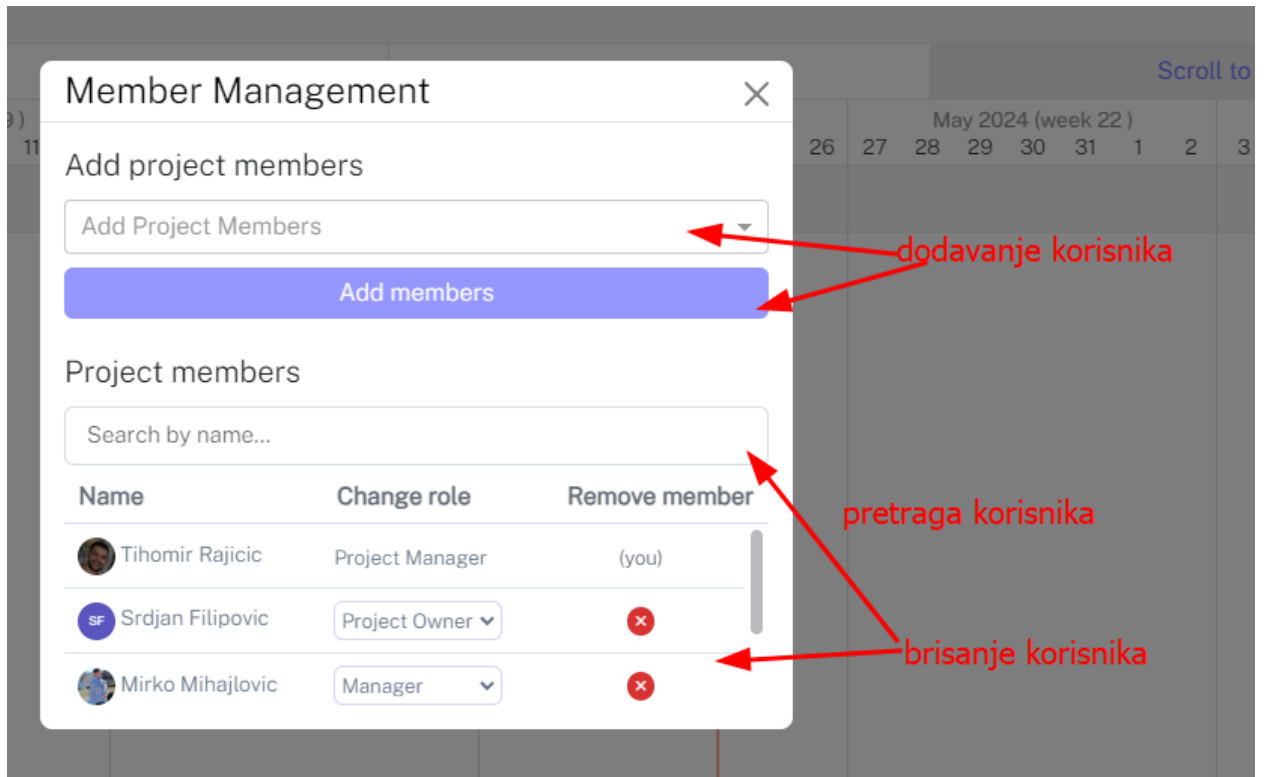 Scroll to
Member Management
9 )
May 2024 (week 22 )
11
26 27 28 29 30 31 1 2 3
Add project members
Add Project Members
dodavanje korisnika
Add members
Project members
Search by name...
Name Change role Remove member
pretraga korisnika
Tihomir Rajicic Project Manager (you)
SF Srdjan Filipovic Project Owner
brisanje korisnika
Mirko Mihajlovic Manager